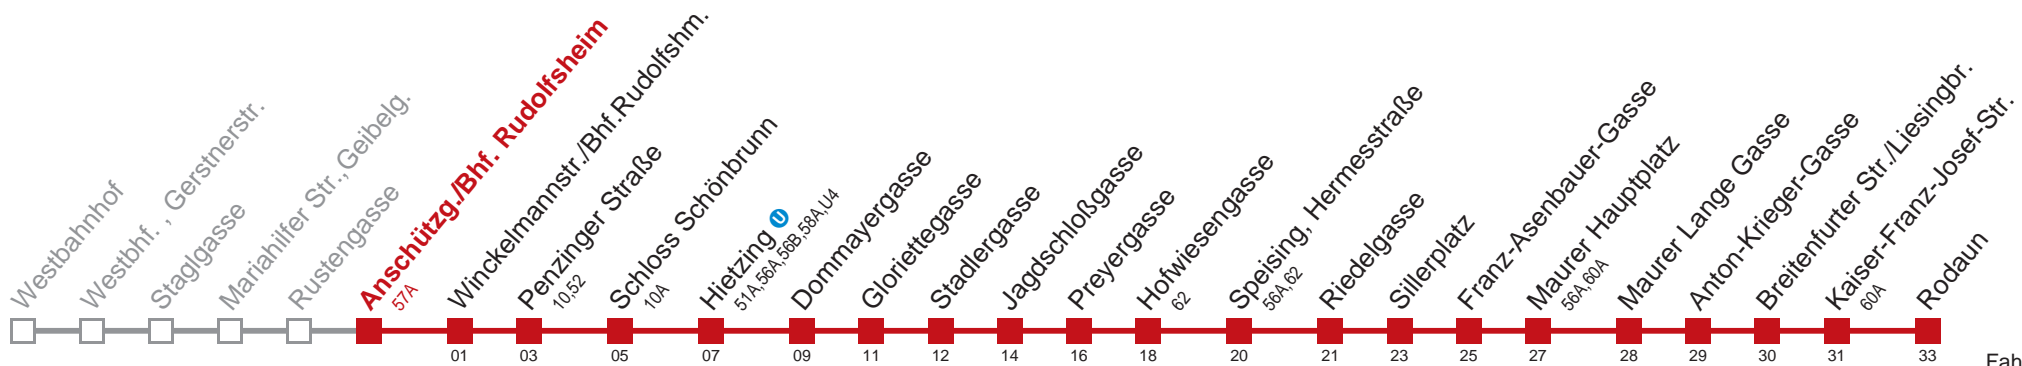 Westbahnhof
Westbhf. , Gerstnerstr.
Staglgasse
Mariahilfer Str.,Geibelg.
Rustengasse
Anschützg./Bhf. Rudolfsheim
57A
Winckelmannstr./Bhf.Rudolfshm.
Penzinger Straße
10,52
Schloss Schönbrunn
10A
Hietzing U
51A,56A,56B,58A,U4
Dommayergasse
Gloriettegasse
Stadlergasse
Jagdschloßgasse
Preyergasse
Hofwiesengasse
62
Speising, Hermesstraße
56A,62
Riedelgasse
Sillerplatz
Franz-Asenbauer-Gasse
Maurer Hauptplatz
56A,60A
Maurer Lange Gasse
Anton-Krieger-Gasse
Breitenfurter Str./Liesingbr.
Kaiser-Franz-Josef-Str.
60A
Rodaun
01 03 05 07 09 11 12 14 16 18 20 21 23 25 27 28 29 30 31 33
Fah